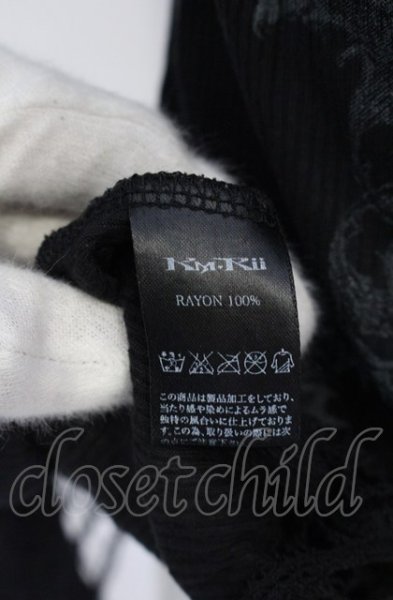 KMRii
RAYON 100%
この商品は製品加工をしており、
当たり感や染めによるムラ感で
独特の風合いに仕上げておりま
す。この為、取り扱いの際には次
closet child